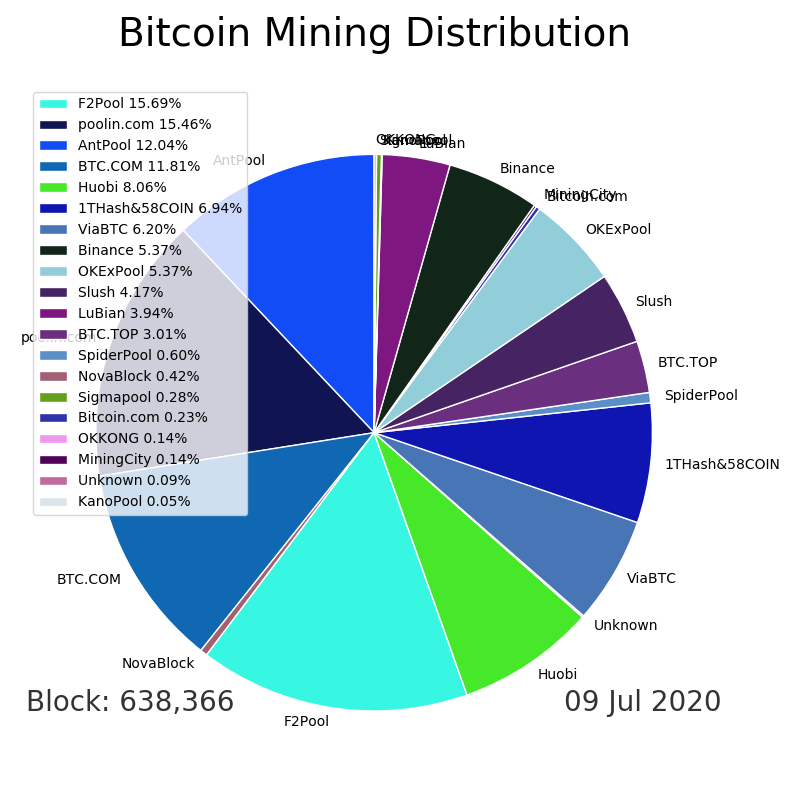 Bitcoin Mining Distribution
F2Pool 15.69%
poolin.com 15.46%
AntPool 12.04%
BTC.COM 11.81%
Huobi 8.06%
1THash&58COIN 6.94%
ViaBTC 6.20%
Binance 5.37%
OKExPool 5.37%
Slush 4.17%
LuBian 3.94%
BTC.TOP 3.01%
SpiderPool 0.60%
NovaBlock 0.42%
Sigmapool 0.28%
Bitcoin.com 0.23%
OKKONG 0.14%
MiningCity 0.14%
Unknown 0.09%
KanoPool 0.05%
AntPool
OKKONG
LuBian
Binance
MiningCity
Bitcoin.com
OKExPool
Slush
BTC.TOP
SpiderPool
1THash&58COIN
ViaBTC
Unknown
Huobi
F2Pool
NovaBlock
BTC.COM
Block: 638,366
09 Jul 2020